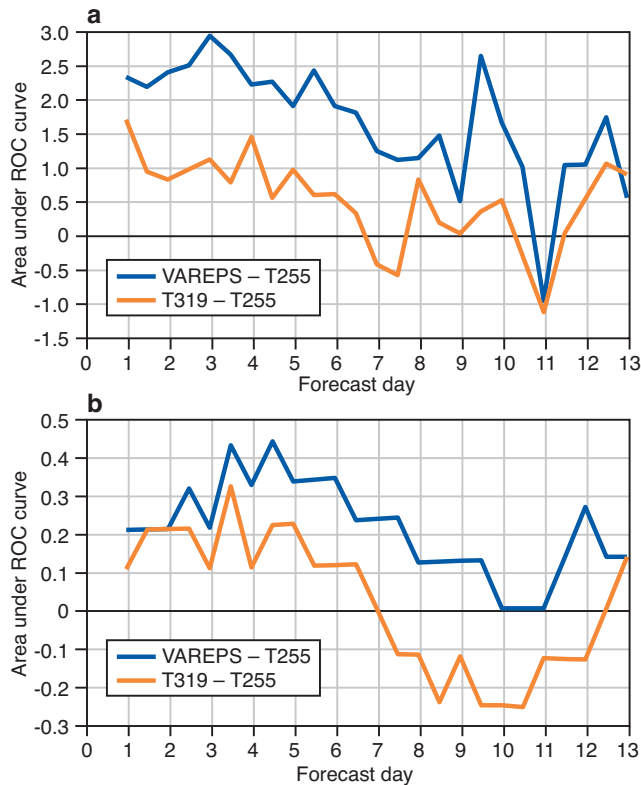 a
Area under ROC curve
3.0
2.5
2.0
1.5
1.0
0.5
0
-0.5
-1.0
-1.5
VAREPS – T255
T319 – T255
0 1 2 3 4 5 6 7 8 9 10 11 12 13
Forecast day
b
Area under ROC curve
0.5
0.4
0.3
0.2
0.1
0
-0.1
-0.2
-0.3
VAREPS – T255
T319 – T255
0 1 2 3 4 5 6 7 8 9 10 11 12 13
Forecast day